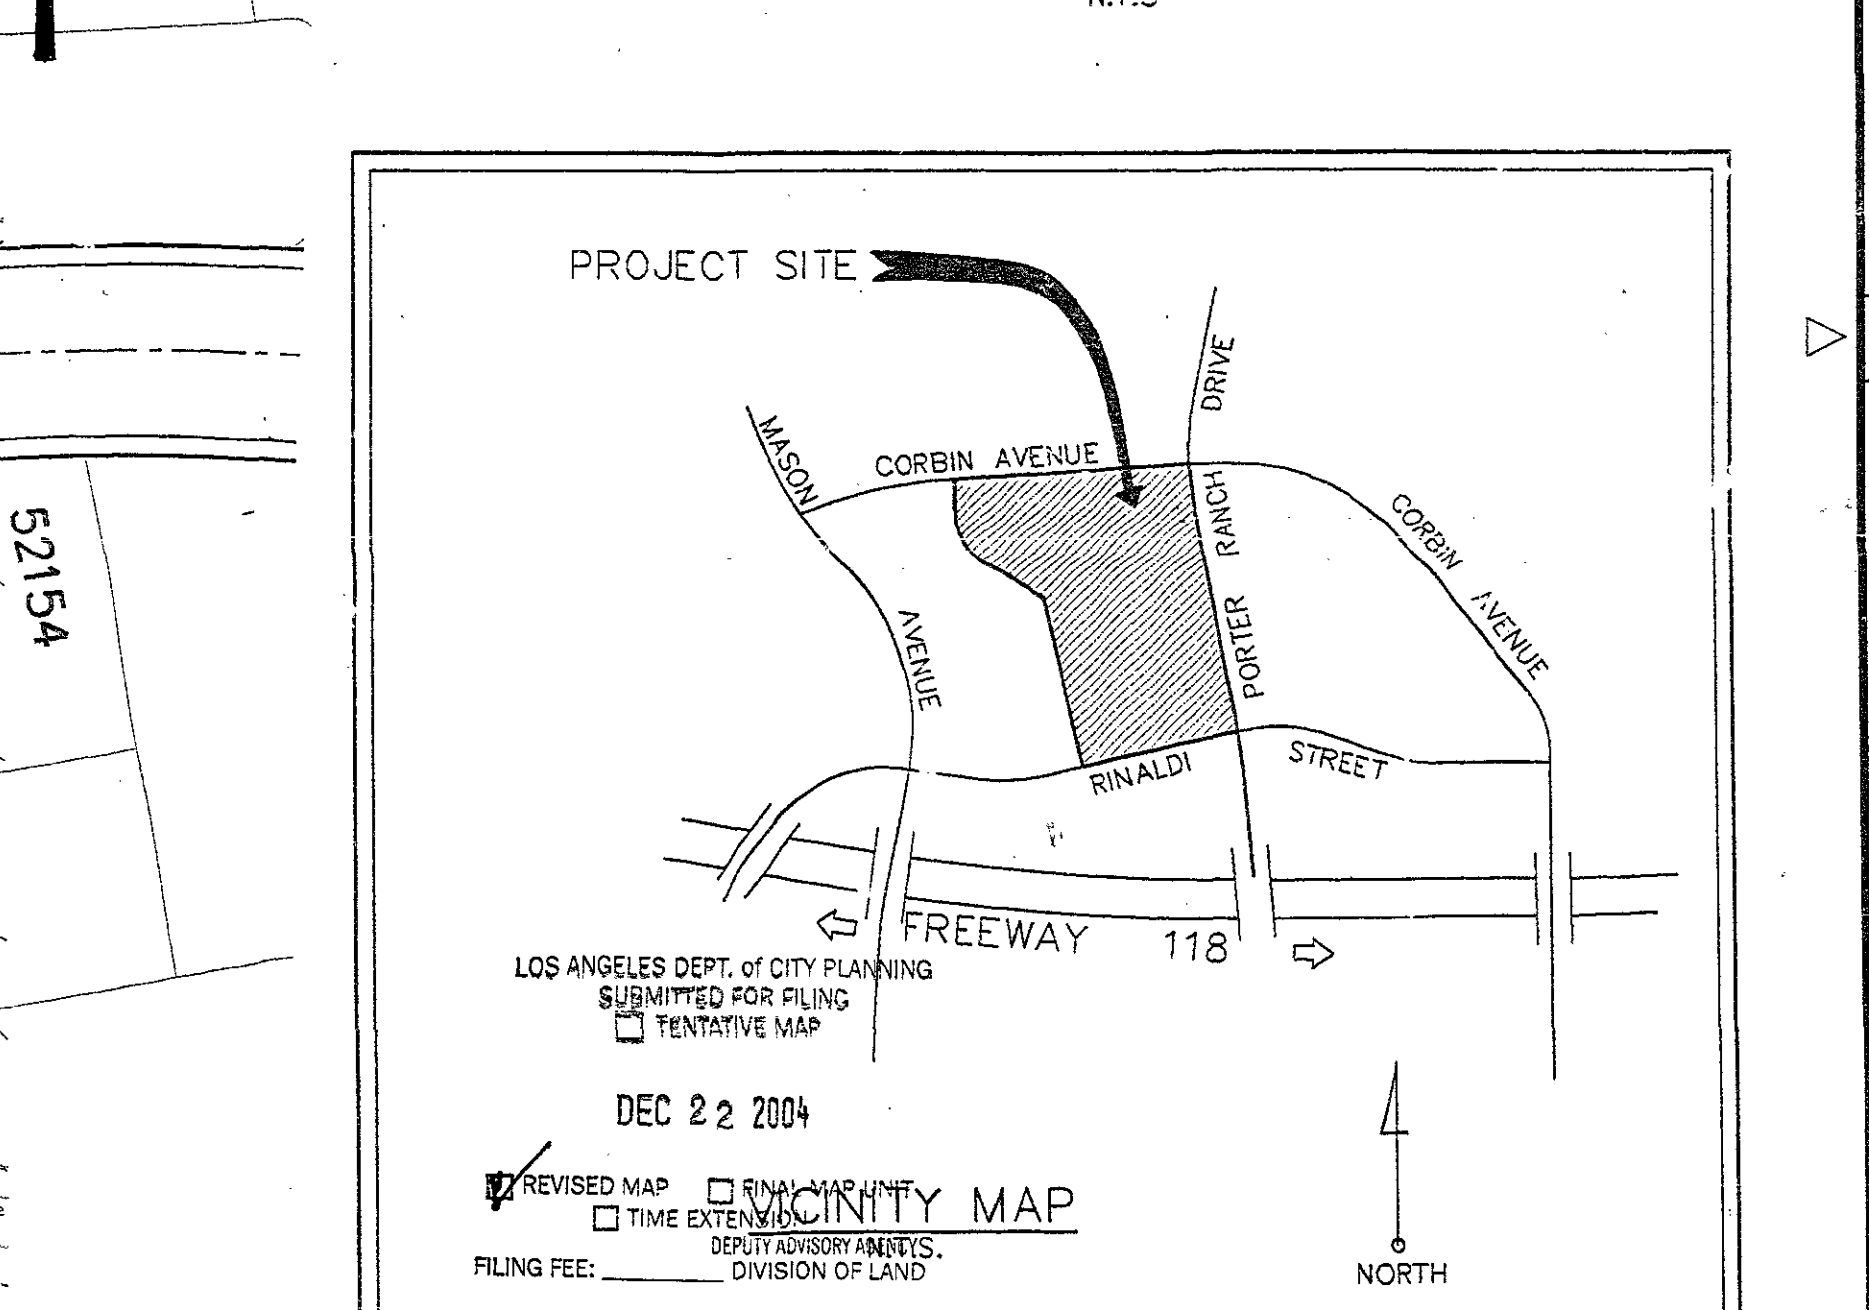 N.T.S
PROJECT SITE
DRIVE
MASON
CORBIN AVENUE
RANCH
CORBIN
AVENUE
52154
PORTER
AVENUE
RINALDI
STREET
FREEWAY 118
LOS ANGELES DEPT. of CITY PLANNING
SUBMITTED FOR FILING
TENTATIVE MAP
DEC 22 2004
REVISED MAP FINAL MAP UNIT
TIME EXTENSION
VICINITY MAP
DEPUTY ADVISORY AGENCY
N.T.S.
FILING FEE: ________ DIVISION OF LAND
NORTH